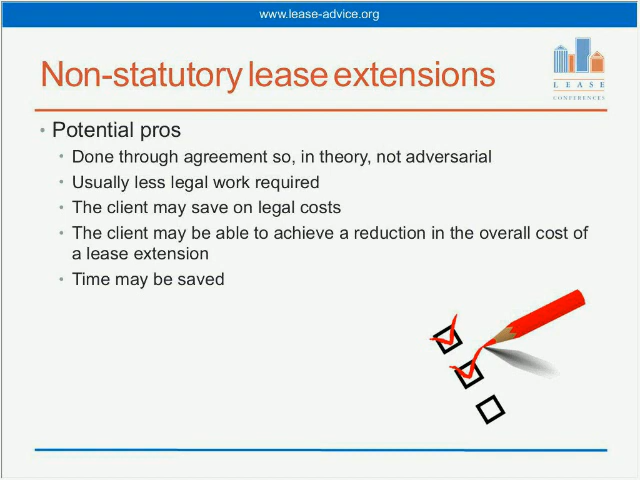 www.lease-advice.org
Non-statutory lease extensions
L E A S E
CONFERENCES
• Potential pros
• Done through agreement so, in theory, not adversarial
• Usually less legal work required
• The client may save on legal costs
• The client may be able to achieve a reduction in the overall cost of
a lease extension
• Time may be saved